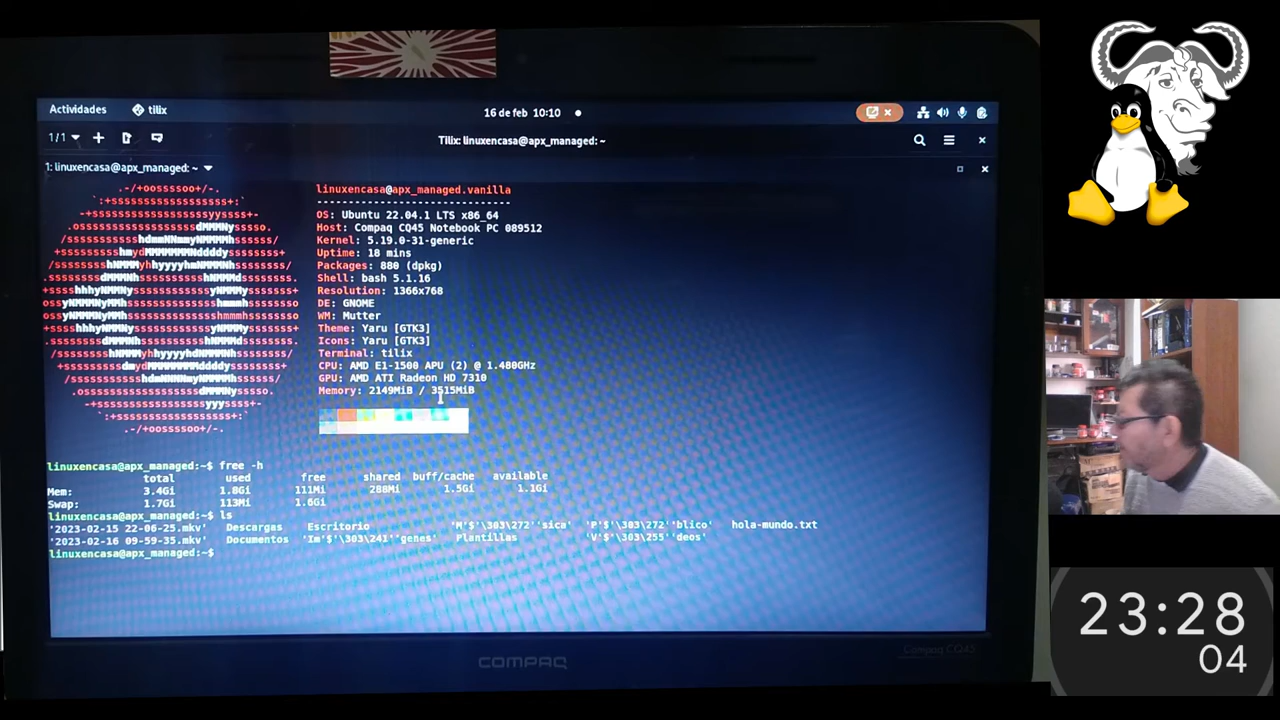 Actividades tilix 16 de feb 10:10
1/1 Tilix: linuxencasa@apx_managed:~
1: linuxencasa@apx_managed: ~
linuxencasa@apx_managed.vanilla
-------------------------------
OS: Ubuntu 22.04.1 LTS x86_64
Host: Compaq CQ45 Notebook PC 089512
Kernel: 5.19.0-31-generic
Uptime: 18 mins
Packages: 880 (dpkg)
Shell: bash 5.1.16
Resolution: 1366x768
DE: GNOME
WM: Mutter
Theme: Yaru [GTK3]
Icons: Yaru [GTK3]
Terminal: tilix
CPU: AMD E1-1500 APU (2) @ 1.480GHz
GPU: AMD ATI Radeon HD 7310
Memory: 2149MiB / 3515MiB
linuxencasa@apx_managed:~$ free -h
total used free shared buff/cache available
Mem: 3.4Gi 1.8Gi 111Mi 288Mi 1.5Gi 1.1Gi
Swap: 1.7Gi 113Mi 1.6Gi
linuxencasa@apx_managed:~$ ls
'2023-02-15 22-06-25.mkv' Descargas Escritorio 'M'$'\303\272''sica' 'P'$'\303\272''blico' hola-mundo.txt
'2023-02-16 09-59-35.mkv' Documentos 'Im'$'\303\241''genes' Plantillas 'V'$'\303\255''deos'
linuxencasa@apx_managed:~$
COMPAQ
Compaq CQ45
23:28
04